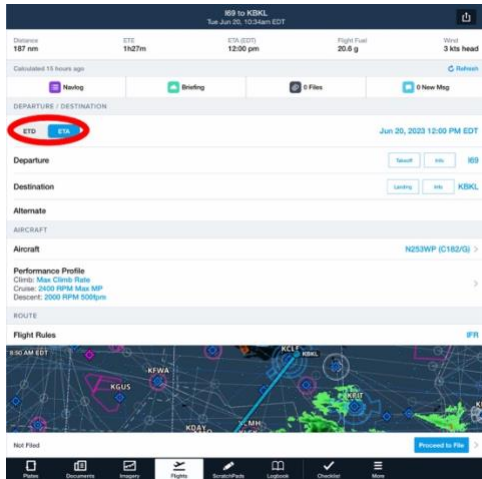 I69 to KBKL
Tue Jun 20, 10:34am EDT
Distance ETE ETA (EDT) Flight Fuel Wind
187 nm 1h27m 12:00 pm 20.6 g 3 kts head
Calculated 15 hours ago Refresh
Navlog Briefing 0 Files 0 New Msg
DEPARTURE / DESTINATION
ETD ETA Jun 20, 2023 12:00 PM EDT
Departure Takeoff Info I69
Destination Landing Info KBKL
Alternate
AIRCRAFT
Aircraft N253WP (C182/G)
Performance Profile
Climb: Max Climb Rate
Cruise: 2400 RPM Max MP
Descent: 2000 RPM 500fpm
ROUTE
Flight Rules IFR
KCLF
KBKL
KFWA
KGUS
KPIT
KDAY
Not Filed Proceed to File
Plates Documents Imagery Flights ScratchPads Logbook Checklist More